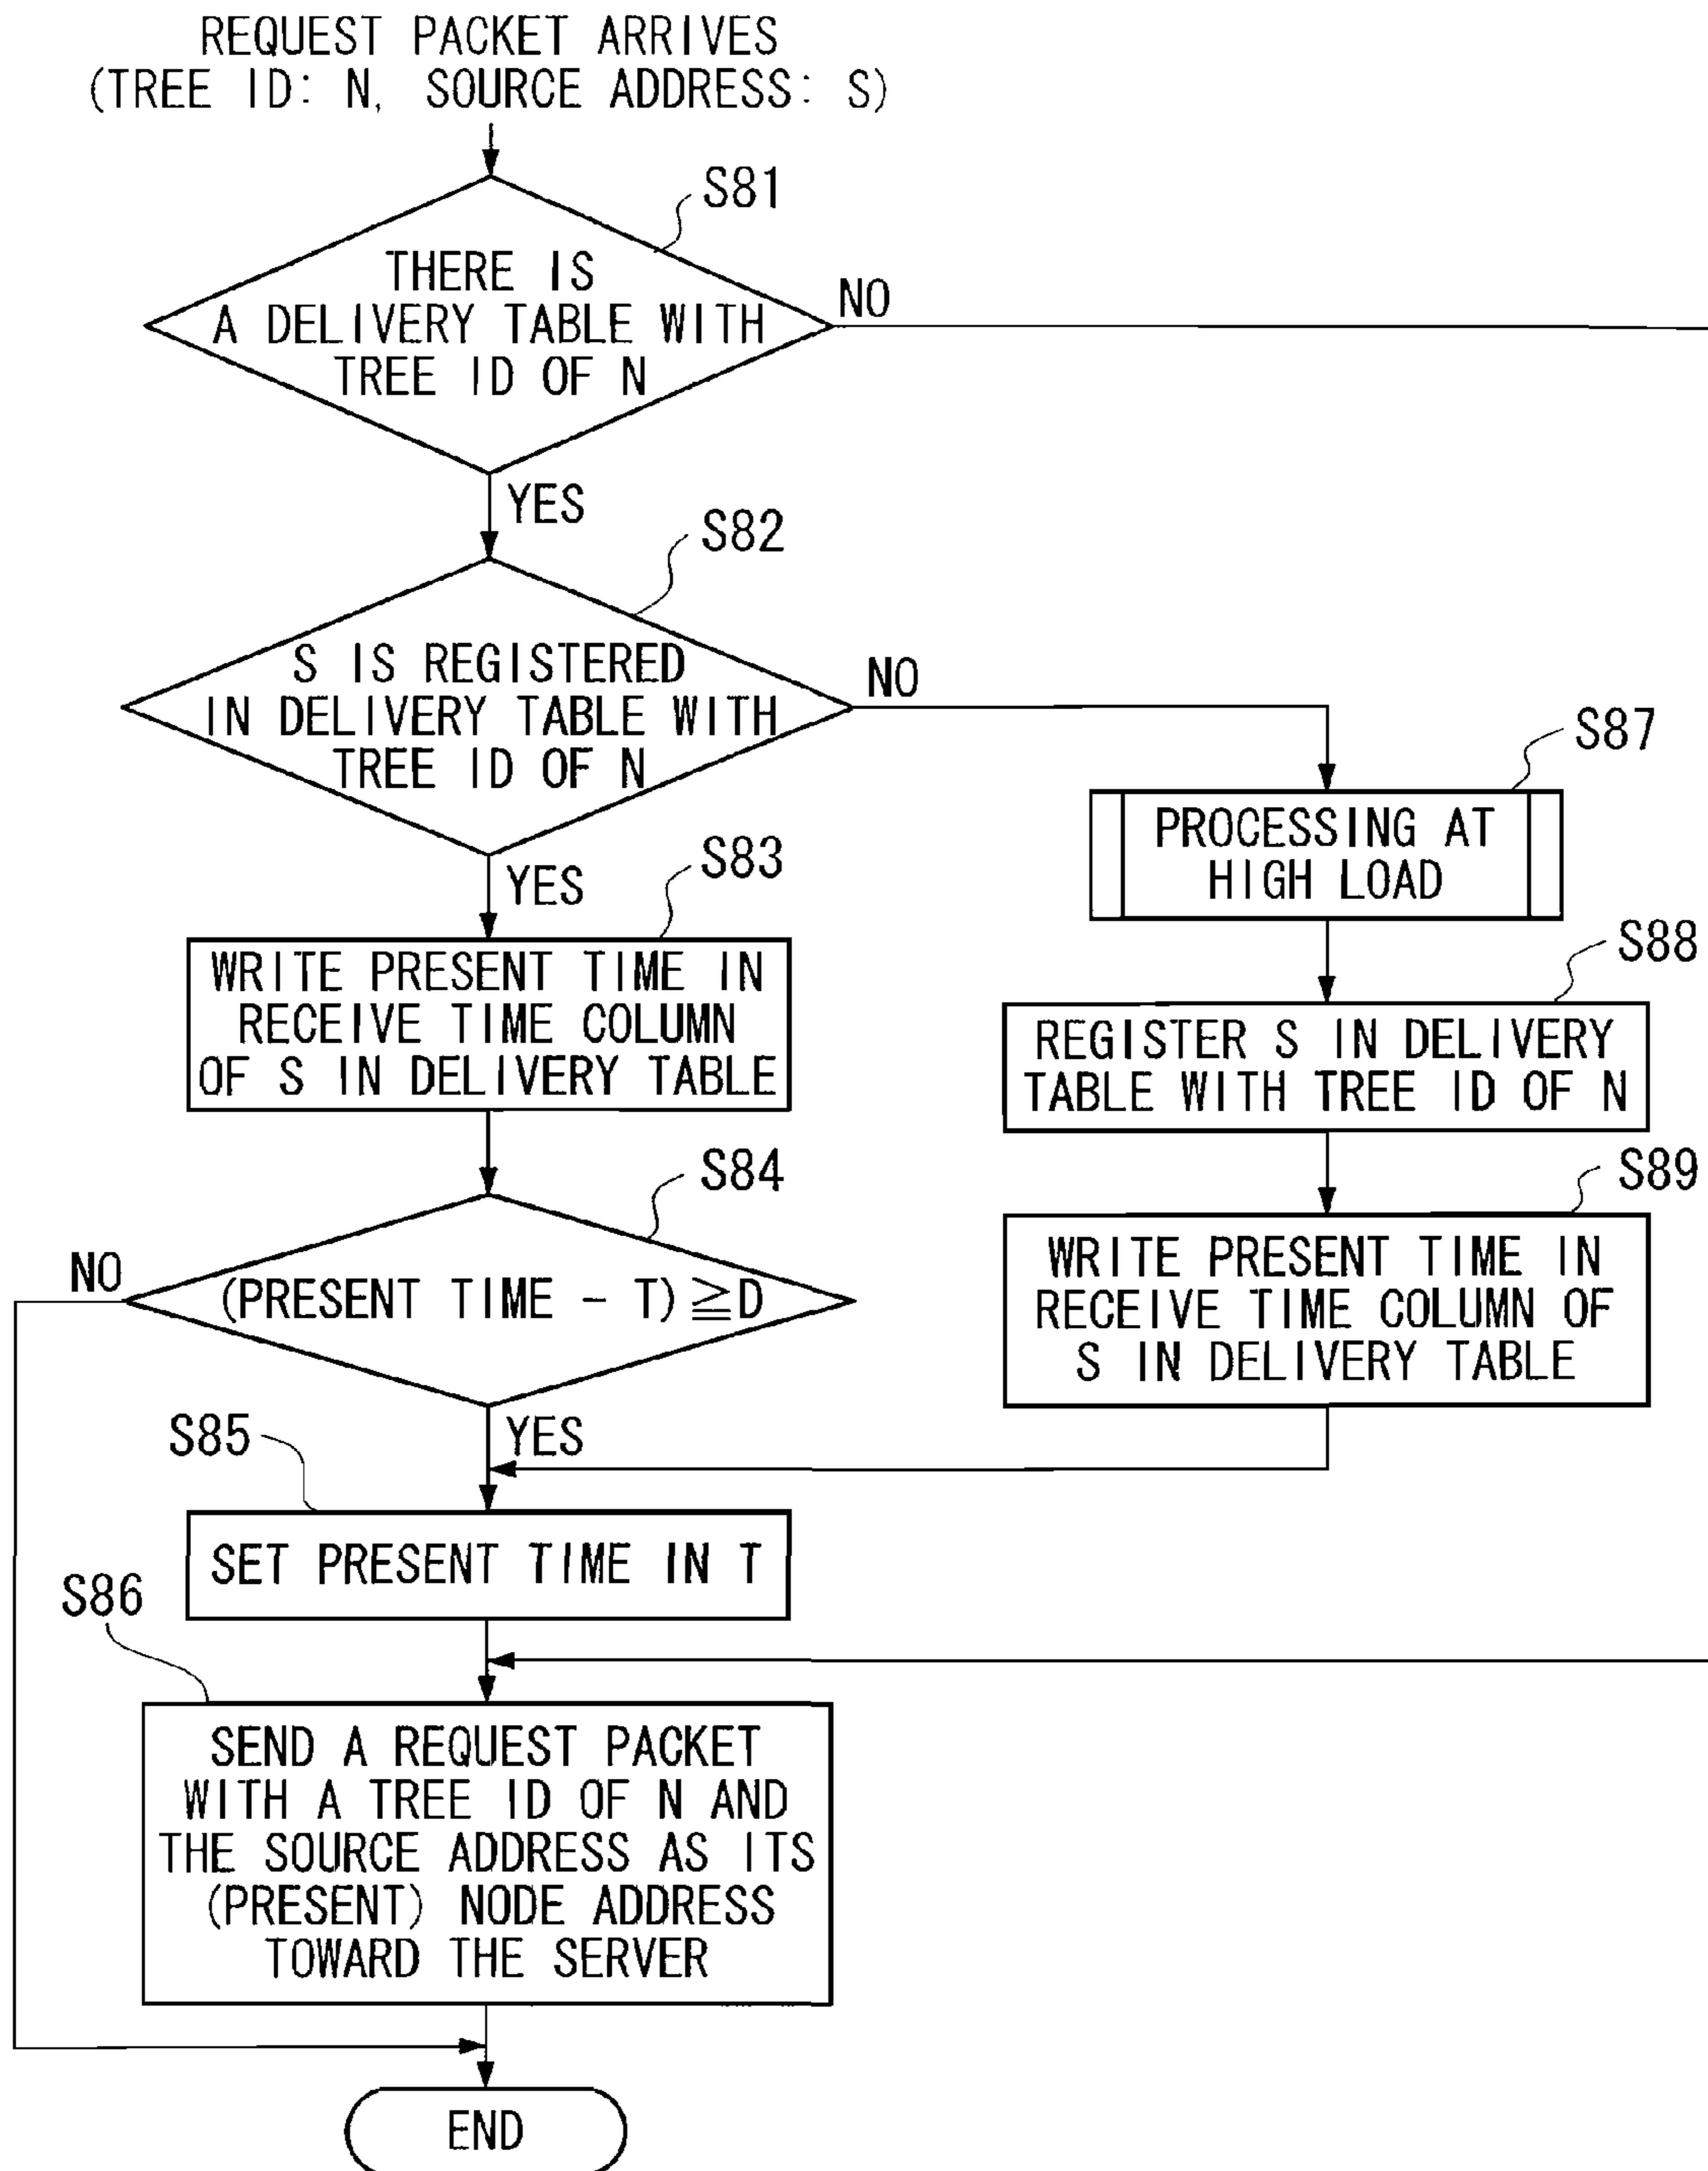 REQUEST PACKET ARRIVES
(TREE ID: N, SOURCE ADDRESS: S)
S81
THERE IS
A DELIVERY TABLE WITH
TREE ID OF N
NO
YES
S82
S IS REGISTERED
IN DELIVERY TABLE WITH
TREE ID OF N
NO
YES
S83
WRITE PRESENT TIME IN
RECEIVE TIME COLUMN
OF S IN DELIVERY TABLE
S87
PROCESSING AT
HIGH LOAD
S88
REGISTER S IN DELIVERY
TABLE WITH TREE ID OF N
S84
NO
(PRESENT TIME - T) ≧D
YES
S89
WRITE PRESENT TIME IN
RECEIVE TIME COLUMN OF
S IN DELIVERY TABLE
S85
SET PRESENT TIME IN T
S86
SEND A REQUEST PACKET
WITH A TREE ID OF N AND
THE SOURCE ADDRESS AS ITS
(PRESENT) NODE ADDRESS
TOWARD THE SERVER
END